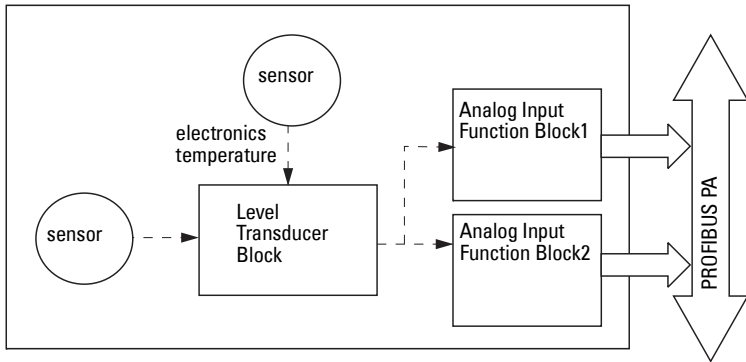 sensor
electronics
temperature
Analog Input
Function Block1
sensor
Level
Transducer
Block
Analog Input
Function Block2
PROFIBUS PA